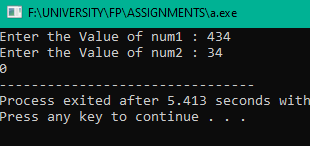 F:\UNIVERSITY\FP\ASSIGNMENTS\a.exe
Enter the Value of num1 : 434
Enter the Value of num2 : 34
0
--------------------------------
Process exited after 5.413 seconds with
Press any key to continue . . .